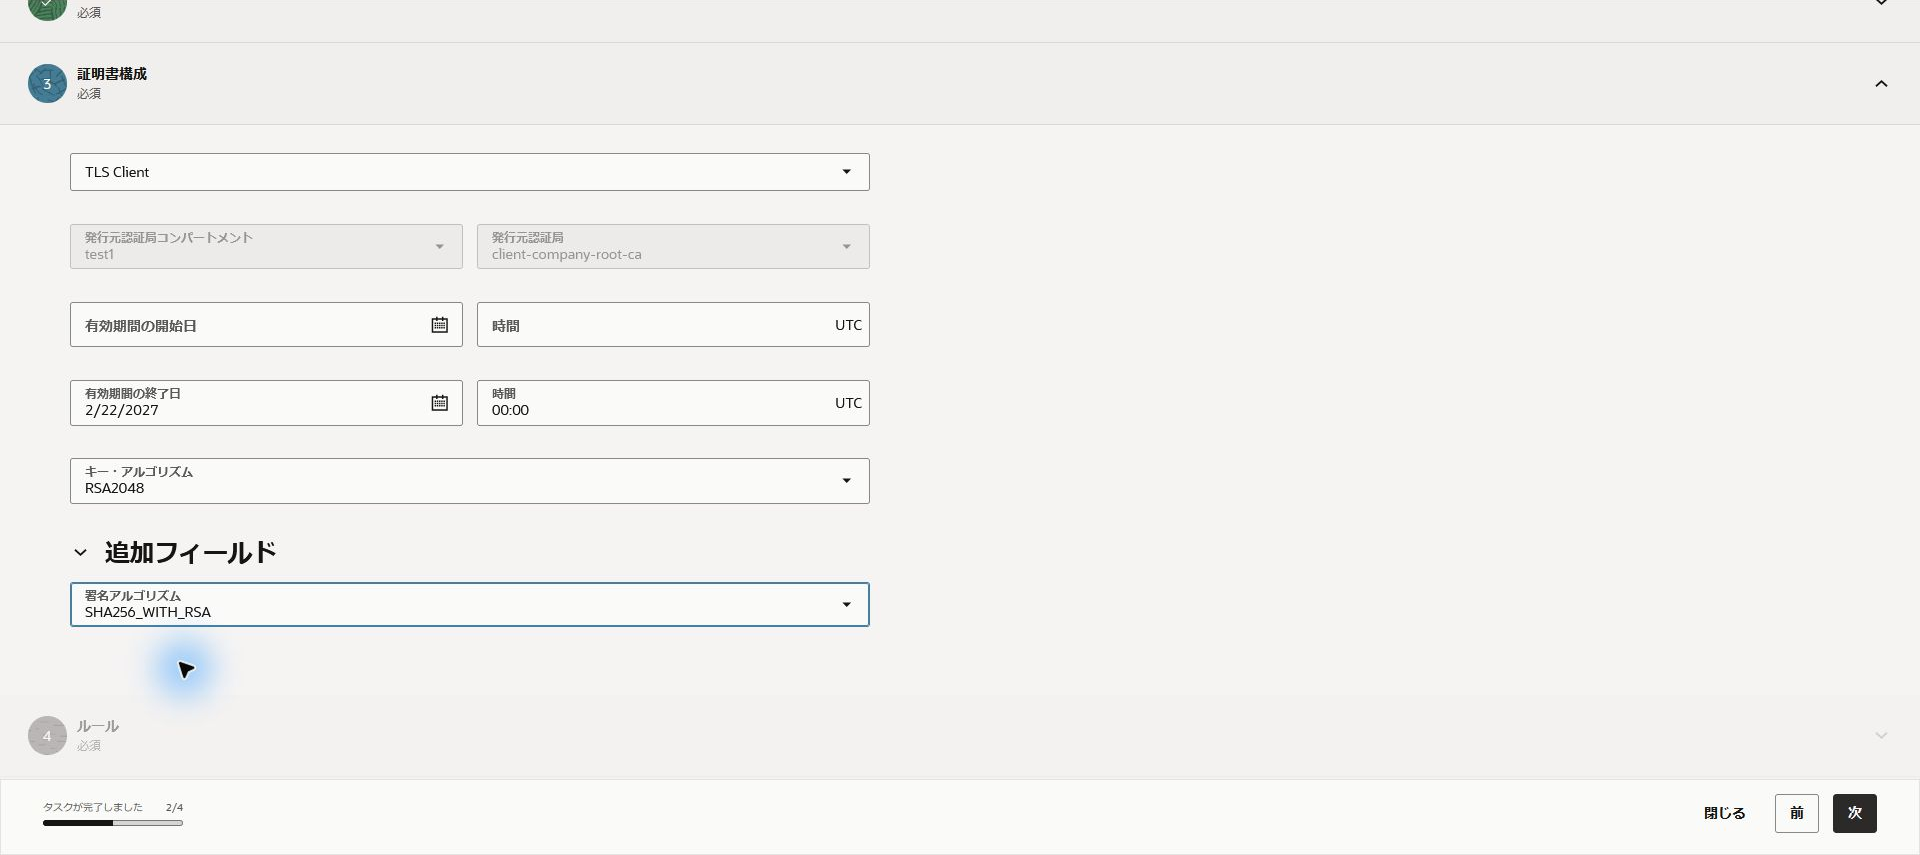 必須
3
証明書構成
必須
TLS Client
発行元認証局コンパートメント
test1
発行元認証局
client-company-root-ca
有効期間の開始日
時間
UTC
有効期間の終了日
2/22/2027
時間
00:00
UTC
キー・アルゴリズム
RSA2048
追加フィールド
署名アルゴリズム
SHA256_WITH_RSA
4
ルール
必須
タスクが完了しました 2/4
閉じる
前
次